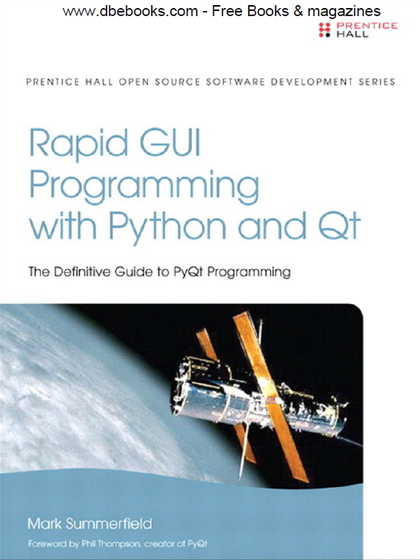 www.dbebooks.com - Free Books & magazines
PRENTICE
HALL
PRENTICE HALL OPEN SOURCE SOFTWARE DEVELOPMENT SERIES
Rapid GUI
Programming
with Python and Qt
The Definitive Guide to PyQt Programming
Mark Summerfield
Foreword by Phil Thompson, creator of PyQt